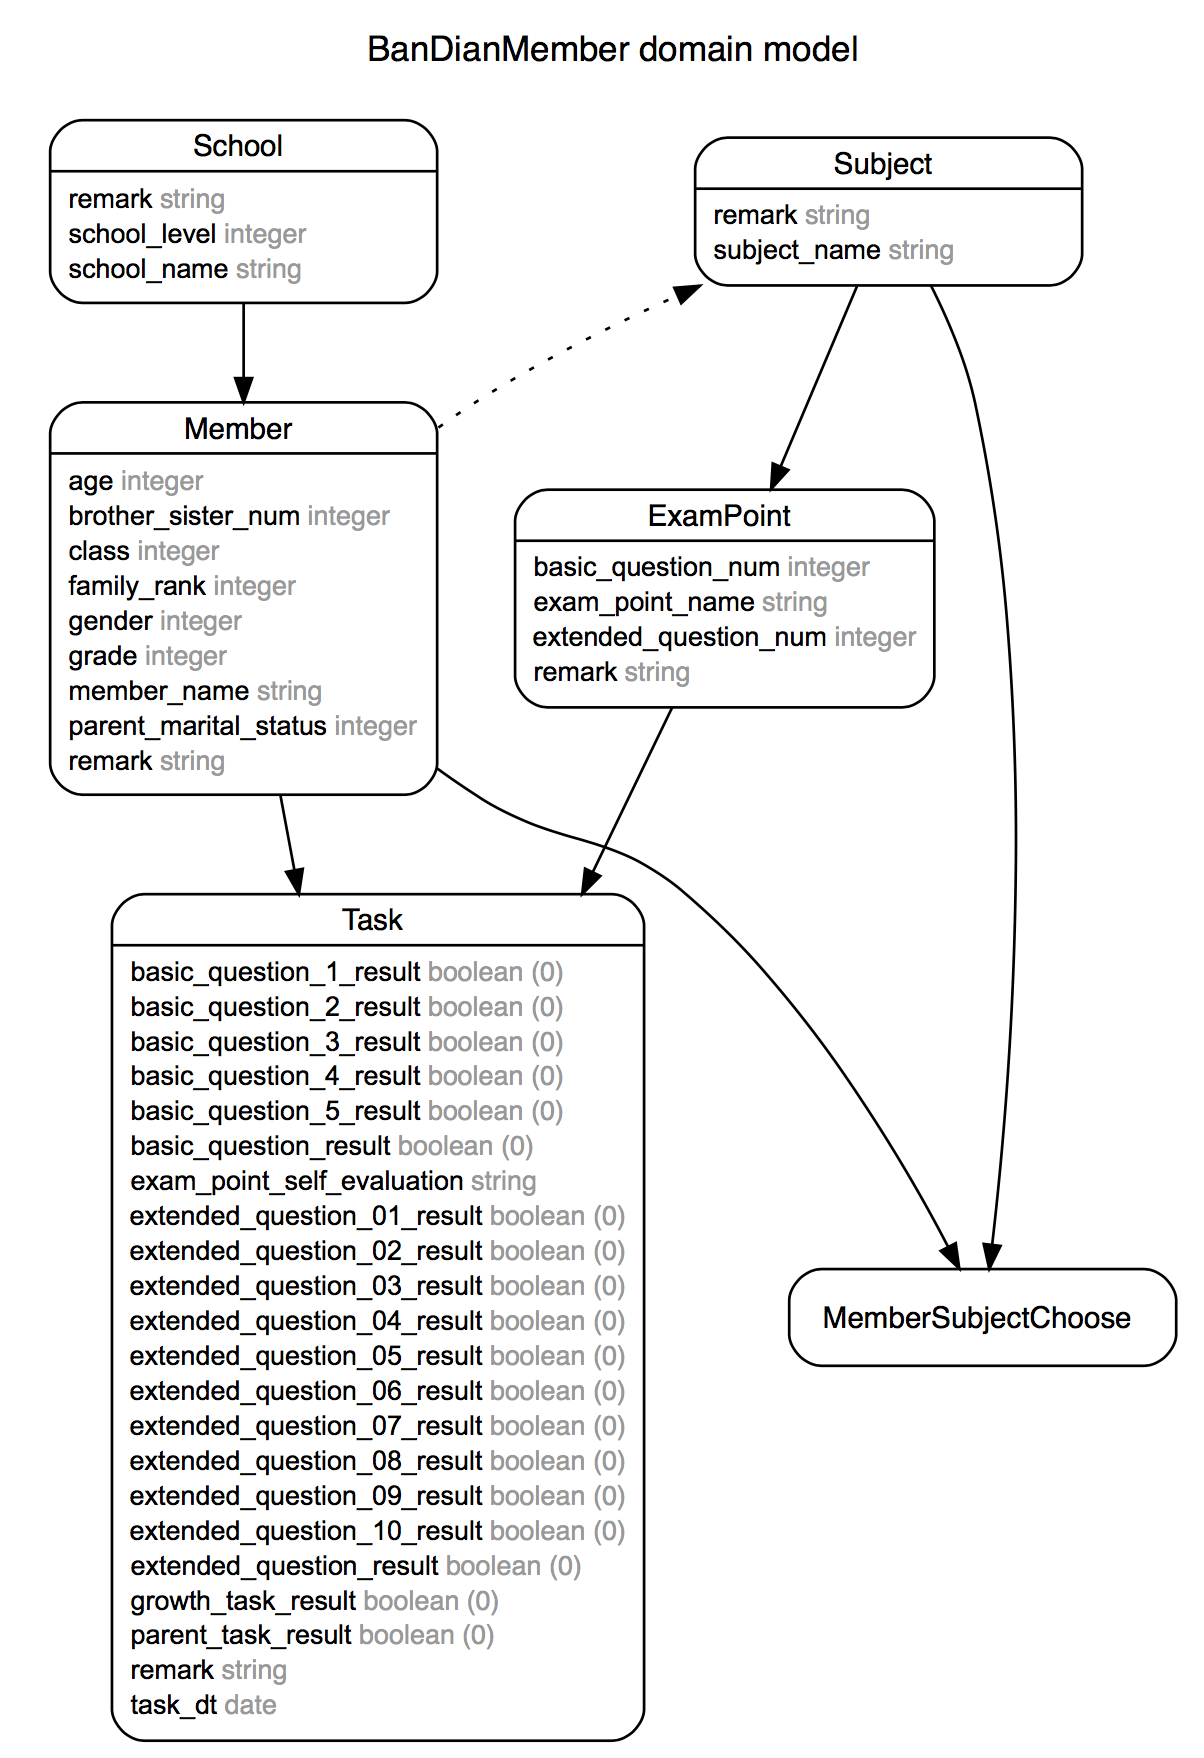 BanDianMember domain model
School
remark string
school_level integer
school_name string
Subject
remark string
subject_name string
Member
age integer
brother_sister_num integer
class integer
family_rank integer
gender integer
grade integer
member_name string
parent_marital_status integer
remark string
ExamPoint
basic_question_num integer
exam_point_name string
extended_question_num integer
remark string
Task
basic_question_1_result boolean (0)
basic_question_2_result boolean (0)
basic_question_3_result boolean (0)
basic_question_4_result boolean (0)
basic_question_5_result boolean (0)
basic_question_result boolean (0)
exam_point_self_evaluation string
extended_question_01_result boolean (0)
extended_question_02_result boolean (0)
extended_question_03_result boolean (0)
extended_question_04_result boolean (0)
extended_question_05_result boolean (0)
extended_question_06_result boolean (0)
extended_question_07_result boolean (0)
extended_question_08_result boolean (0)
extended_question_09_result boolean (0)
extended_question_10_result boolean (0)
extended_question_result boolean (0)
growth_task_result boolean (0)
parent_task_result boolean (0)
remark string
task_dt date
MemberSubjectChoose